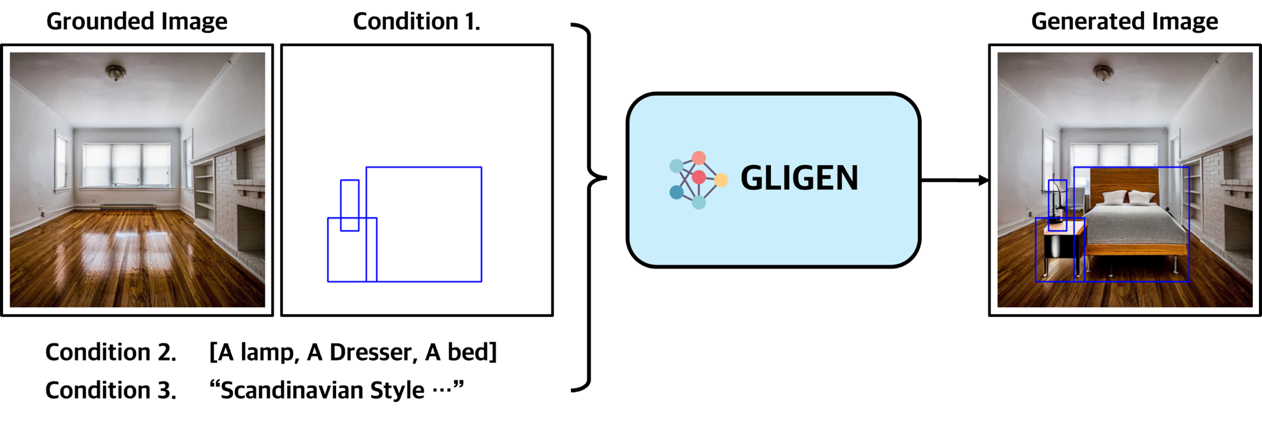 Grounded Image
Condition 1.
Generated Image
GLIGEN
Condition 2. [A lamp, A Dresser, A bed]
Condition 3. “Scandinavian Style ⋯”